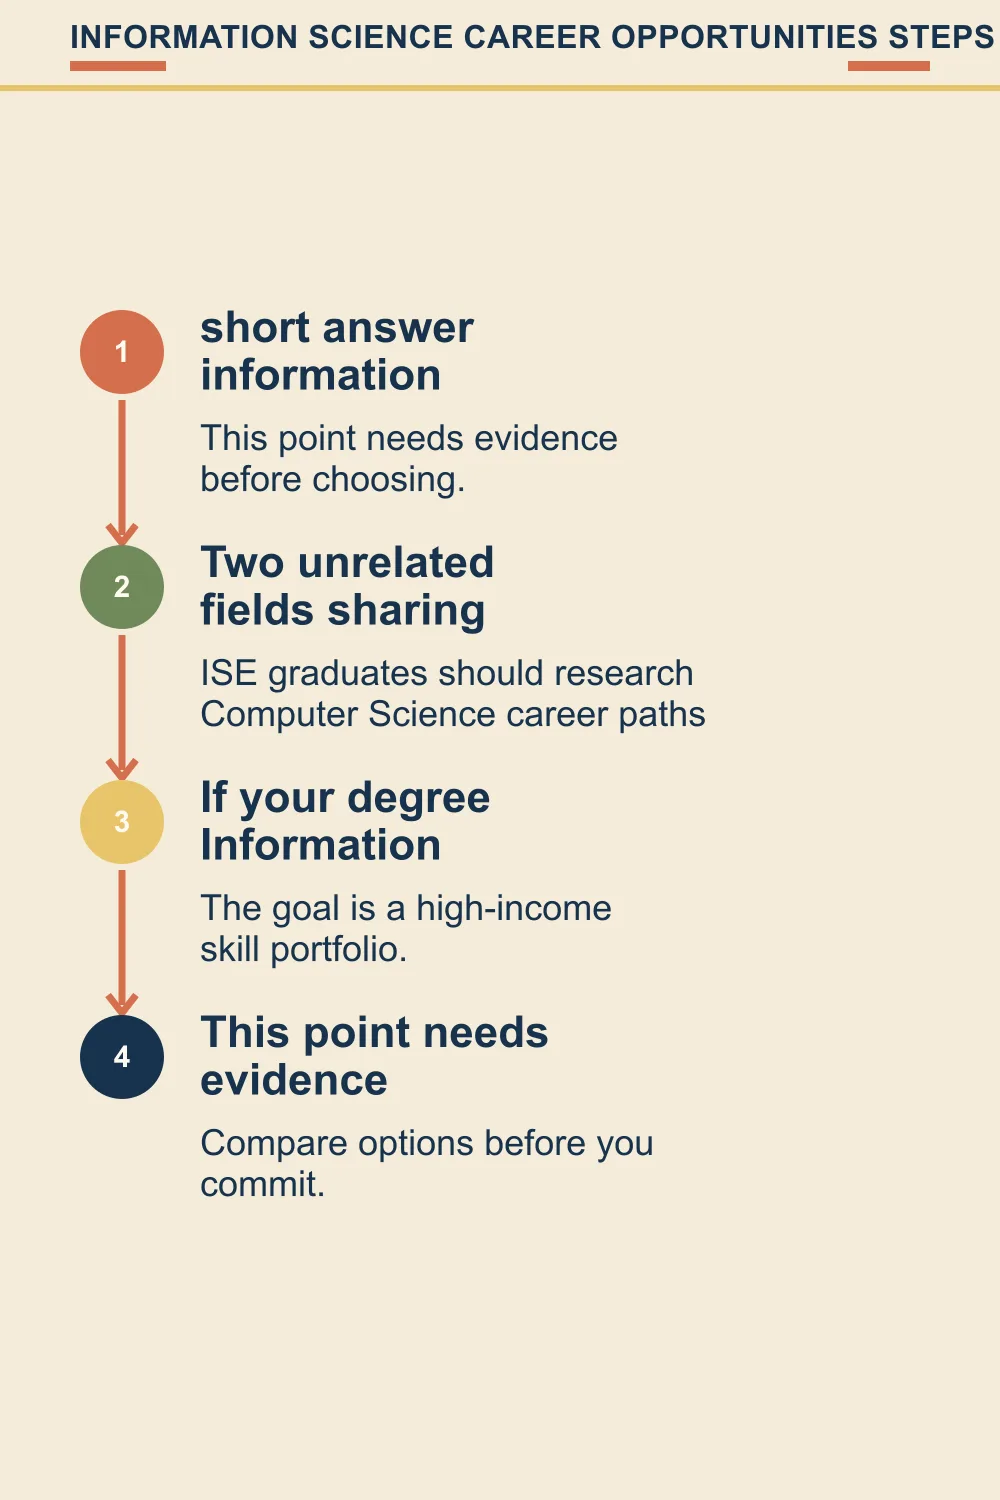 INFORMATION SCIENCE CAREER OPPORTUNITIES STEPS
1
short answer
information
This point needs evidence
before choosing.
2
Two unrelated
fields sharing
ISE graduates should research
Computer Science career paths
3
If your degree
Information
The goal is a high-income
skill portfolio.
4
This point needs
evidence
Compare options before you
commit.